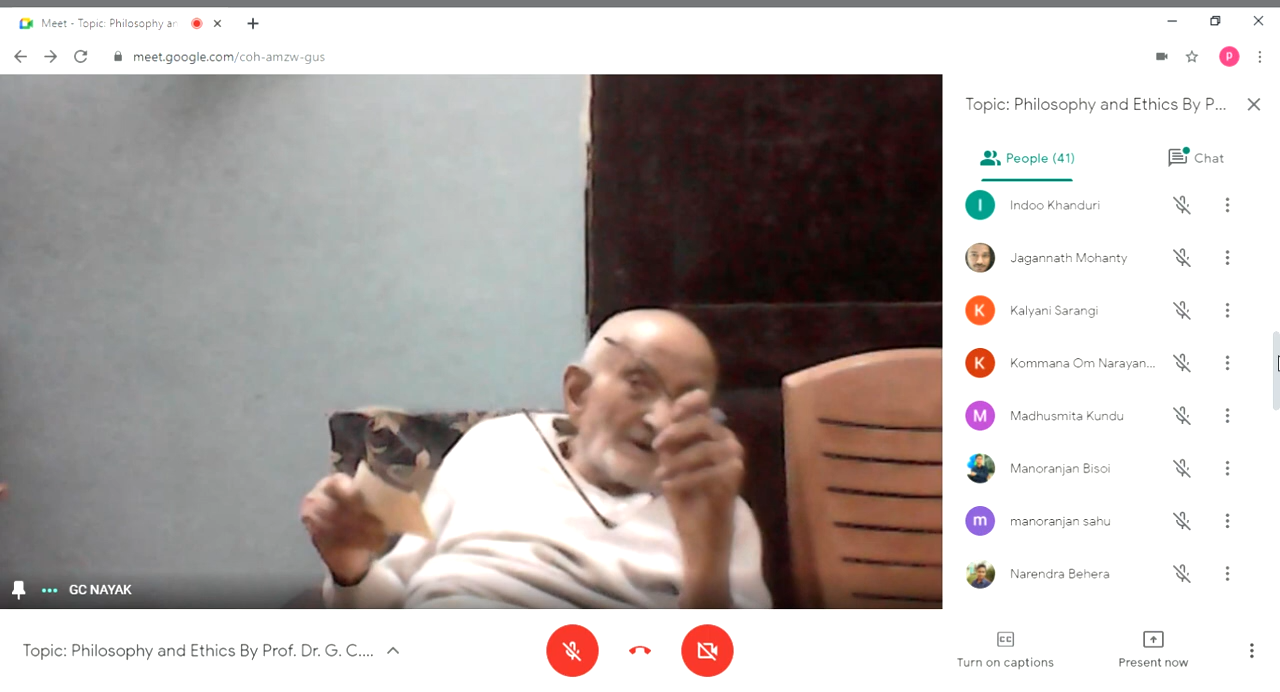 Meet - Topic: Philosophy an
meet.google.com/coh-amzw-gus
P
Topic: Philosophy and Ethics By P...
People (41)
Chat
I Indoo Khanduri
Jagannath Mohanty
K Kalyani Sarangi
K Kommana Om Narayan...
M Madhusmita Kundu
Manoranjan Bisoi
m manoranjan sahu
Narendra Behera
GC NAYAK
Topic: Philosophy and Ethics By Prof. Dr. G. C....
CC
Turn on captions
Present now